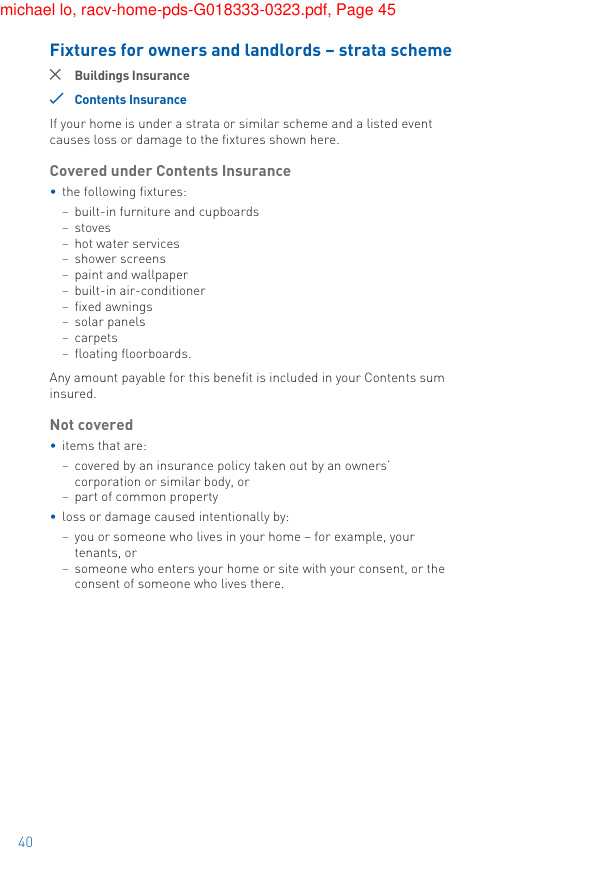 michael lo, racv-home-pds-G018333-0323.pdf, Page 45
Fixtures for owners and landlords – strata scheme
Buildings Insurance
Contents Insurance
If your home is under a strata or similar scheme and a listed event
causes loss or damage to the fixtures shown here.
Covered under Contents Insurance
• the following fixtures:
– built-in furniture and cupboards
– stoves
– hot water services
– shower screens
– paint and wallpaper
– built-in air-conditioner
– fixed awnings
– solar panels
– carpets
– floating floorboards.
Any amount payable for this benefit is included in your Contents sum
insured.
Not covered
• items that are:
– covered by an insurance policy taken out by an owners'
corporation or similar body, or
– part of common property
• loss or damage caused intentionally by:
– you or someone who lives in your home – for example, your
tenants, or
– someone who enters your home or site with your consent, or the
consent of someone who lives there.
40